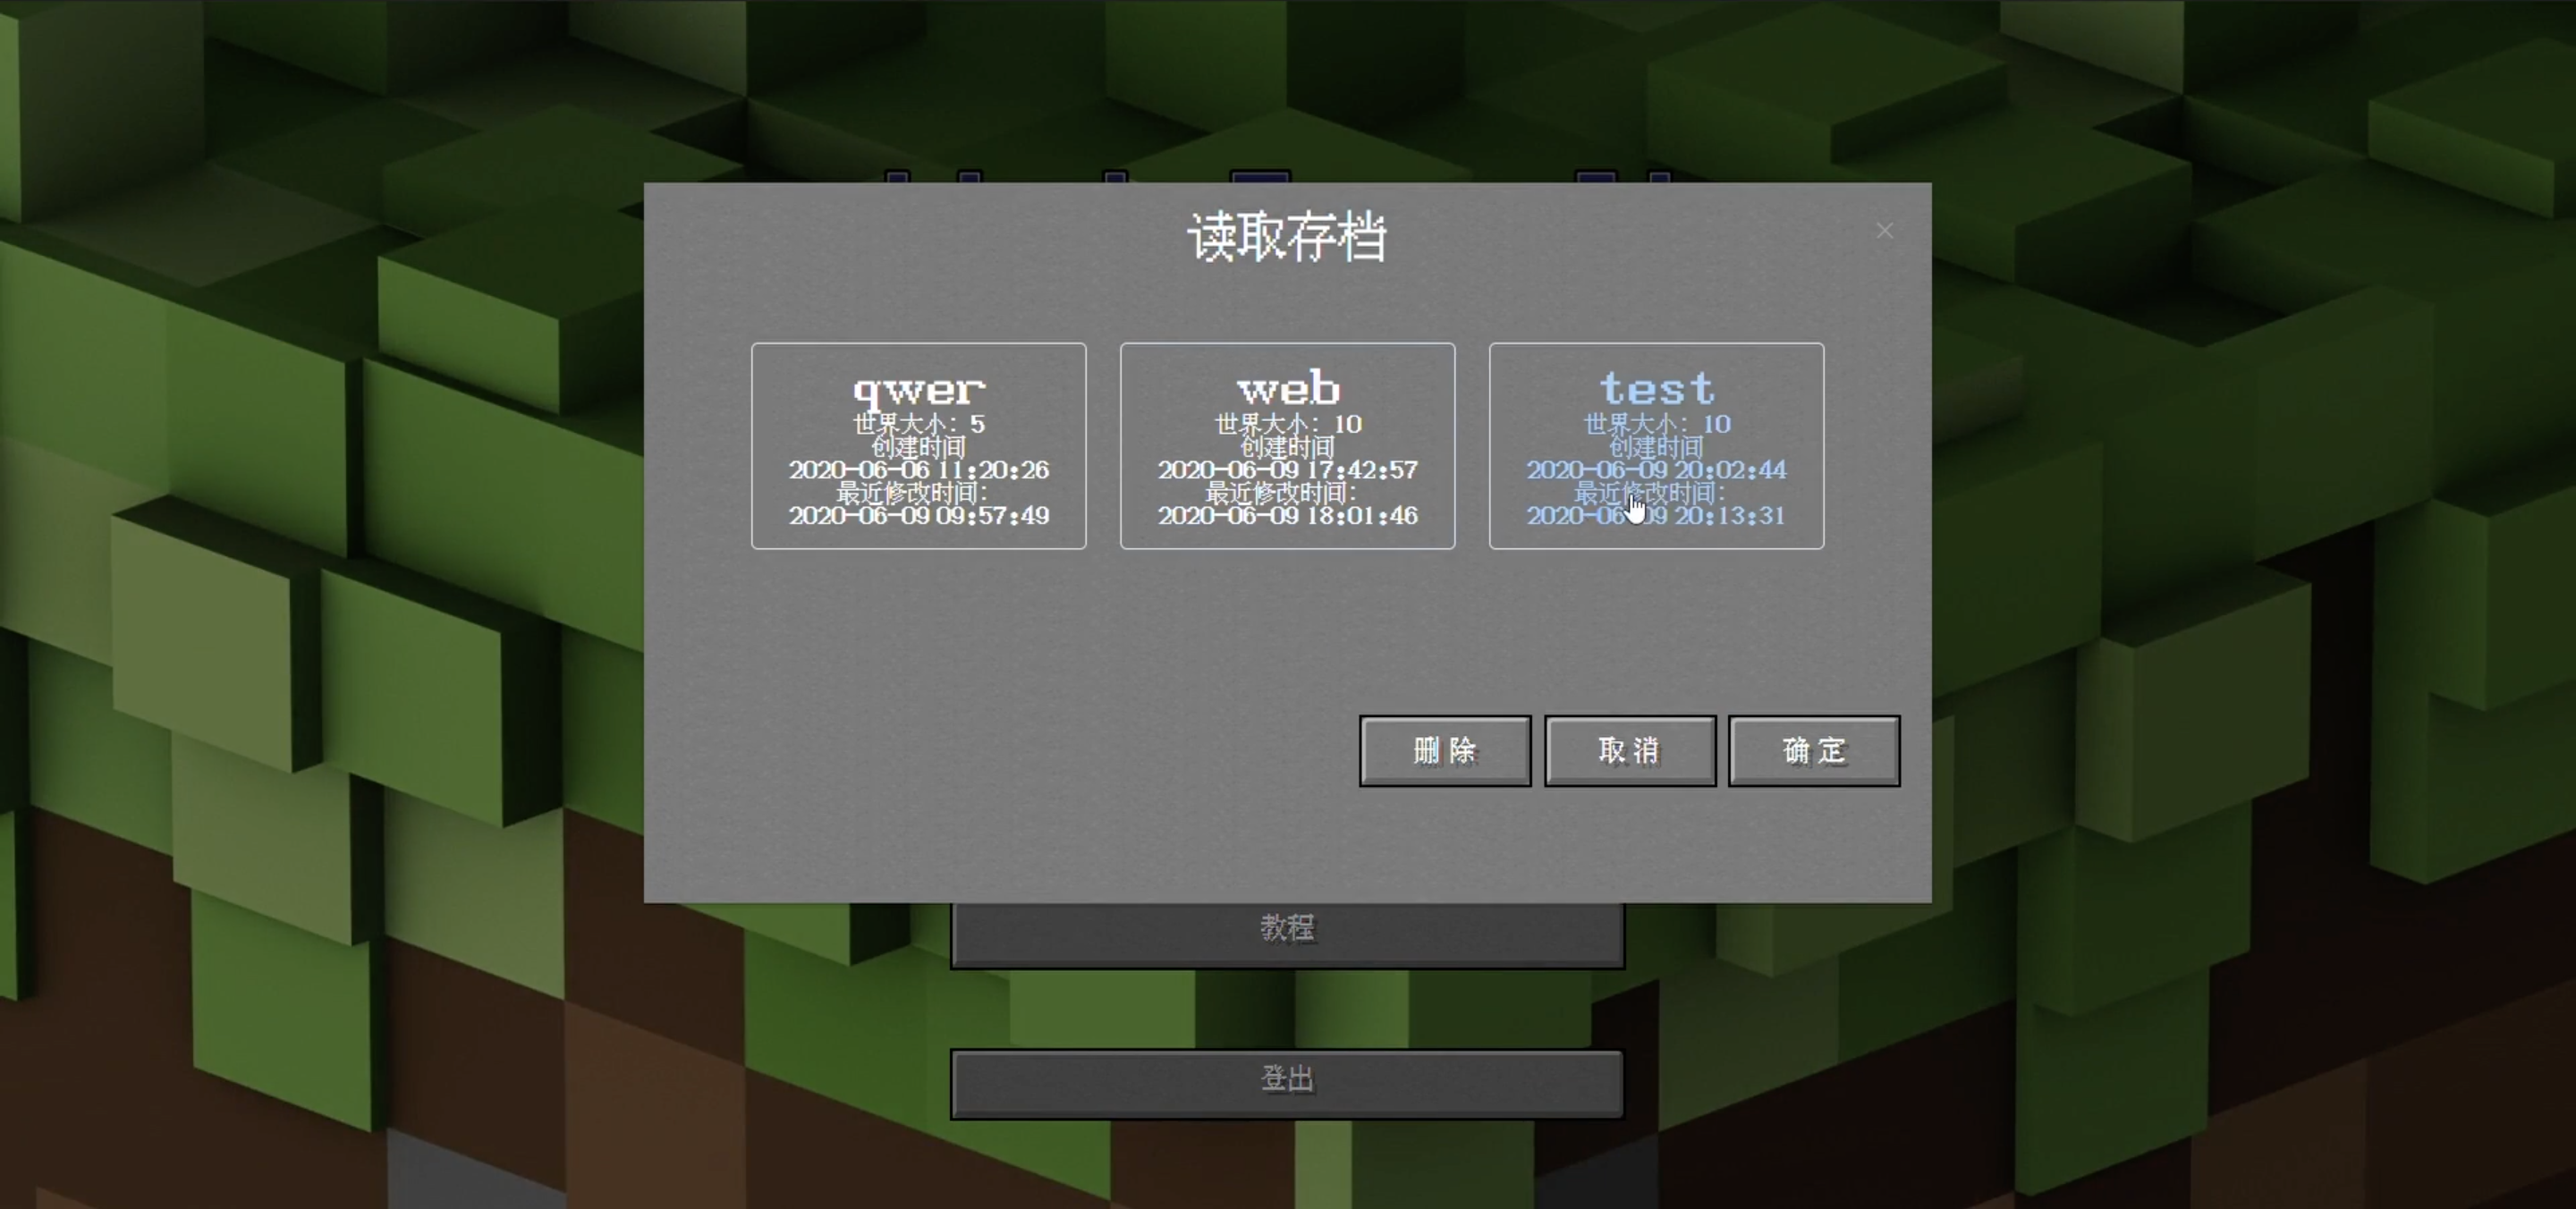 读取存档
qwer
世界大小：5
创建时间
2020-06-06 11:20:26
最近修改时间：
2020-06-09 09:57:49
web
世界大小：10
创建时间
2020-06-09 17:42:57
最近修改时间：
2020-06-09 18:01:46
test
世界大小：10
创建时间
2020-06-09 20:02:44
最近修改时间：
2020-06-09 20:13:31
删除
取消
确定
教程
登出